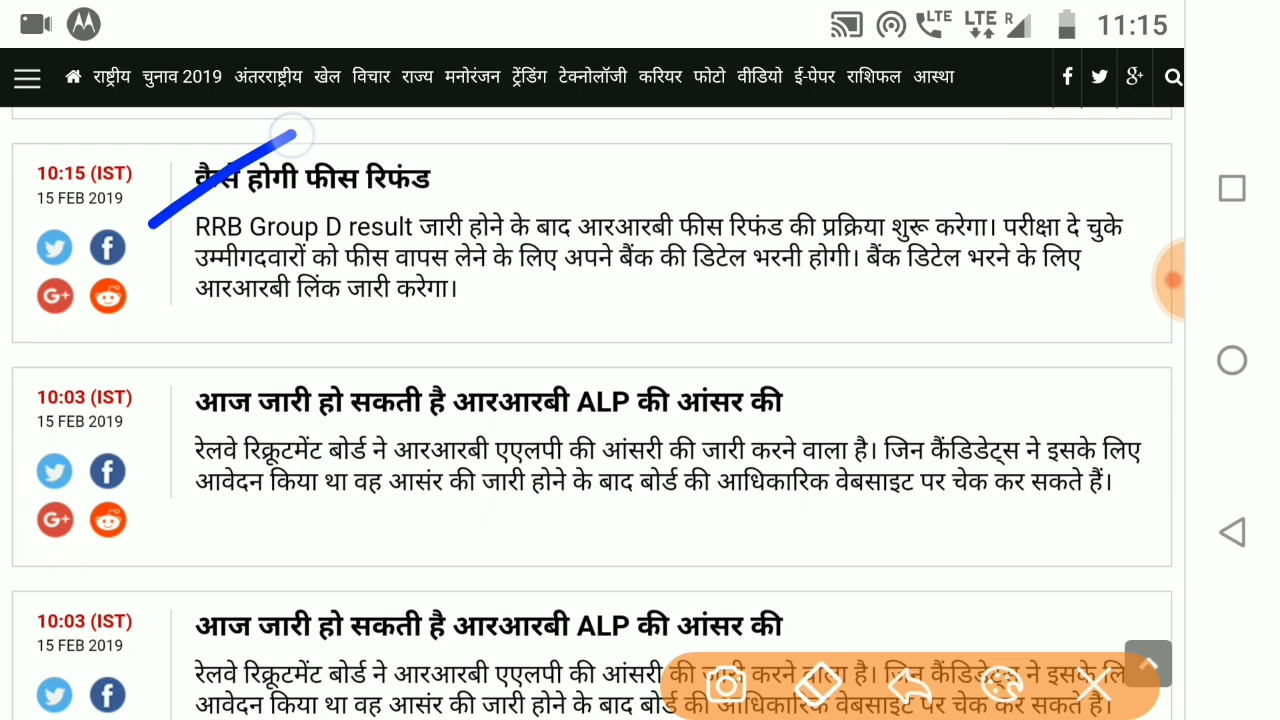 LTE LTE R 11:15
राष्ट्रीय चुनाव 2019 अंतरराष्ट्रीय खेल विचार राज्य मनोरंजन ट्रेंडिंग टेक्नोलॉजी करियर फोटो वीडियो ई-पेपर राशिफल आस्था
10:15 (IST)
15 FEB 2019
कैसे होगी फीस रिफंड
RRB Group D result जारी होने के बाद आरआरबी फीस रिफंड की प्रक्रिया शुरू करेगा। परीक्षा दे चुके
उम्मीगदवारों को फीस वापस लेने के लिए अपने बैंक की डिटेल भरनी होगी। बैंक डिटेल भरने के लिए
आरआरबी लिंक जारी करेगा।
10:03 (IST)
15 FEB 2019
आज जारी हो सकती है आरआरबी ALP की आंसर की
रेलवे रिक्रूटमेंट बोर्ड ने आरआरबी एएलपी की आंसरी की जारी करने वाला है। जिन कैंडिडेट्स ने इसके लिए
आवेदन किया था वह आसंर की जारी होने के बाद बोर्ड की आधिकारिक वेबसाइट पर चेक कर सकते हैं।
10:03 (IST)
15 FEB 2019
आज जारी हो सकती है आरआरबी ALP की आंसर की
रेलवे रिक्रूटमेंट बोर्ड ने आरआरबी एएलपी की आंसरी की जारी करने वाला है। जिन कैंडिडेट्स ने इसके लि
आवेदन किया था वह आसंर की जारी होने के बाद बोर्ड की आधिकारिक वेबसाइट पर चेक कर सकते हैं।